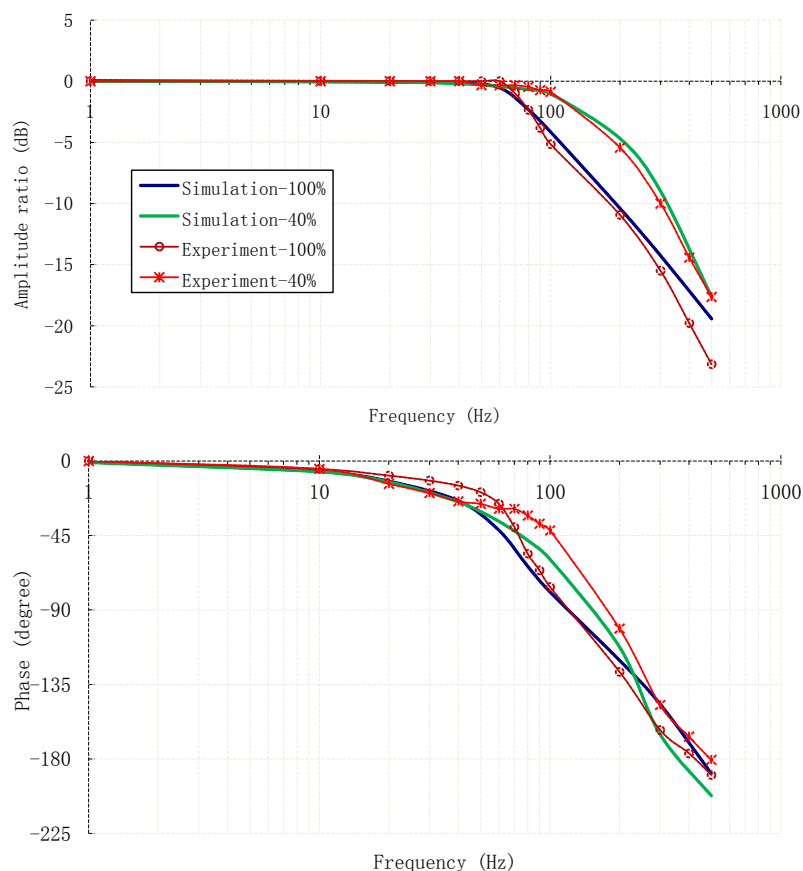 5
0
1
10
100
1000
-5
-10
-15
-20
-25
Amplitude ratio (dB)
Simulation-100%
Simulation-40%
Experiment-100%
Experiment-40%
Frequency (Hz)
0
1
10
100
1000
-45
-90
-135
-180
-225
Phase (degree)
Frequency (Hz)